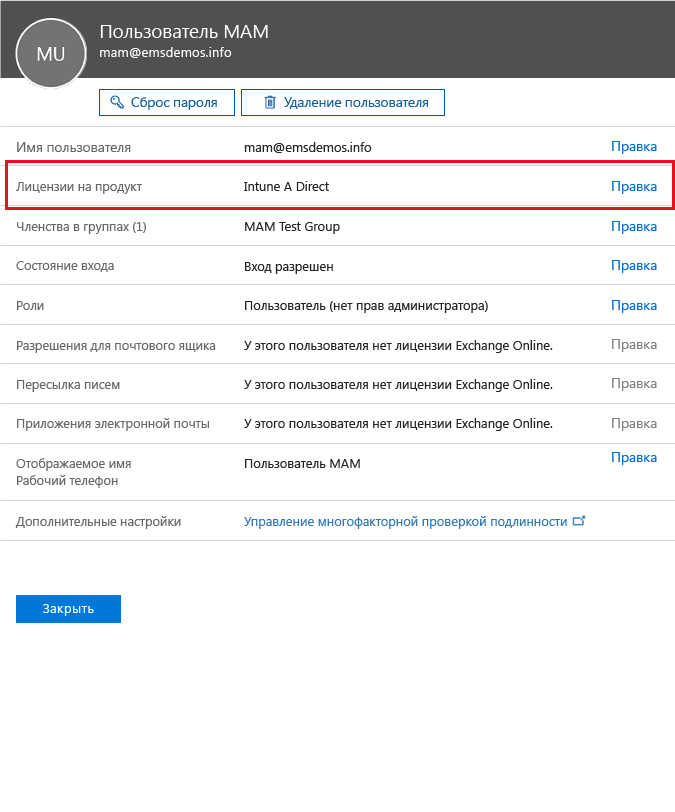 MU
Пользователь MAM
mam@emsdemos.info
Сброс пароля
Удаление пользователя
Имя пользователя mam@emsdemos.info Правка
Лицензии на продукт Intune A Direct Правка
Членства в группах (1) MAM Test Group Правка
Состояние входа Вход разрешен Правка
Роли Пользователь (нет прав администратора) Правка
Разрешения для почтового ящика У этого пользователя нет лицензии Exchange Online. Правка
Пересылка писем У этого пользователя нет лицензии Exchange Online. Правка
Приложения электронной почты У этого пользователя нет лицензии Exchange Online. Правка
Отображаемое имя Пользователь MAM Правка
Рабочий телефон
Дополнительные настройки Управление многофакторной проверкой подлинности
Закрыть